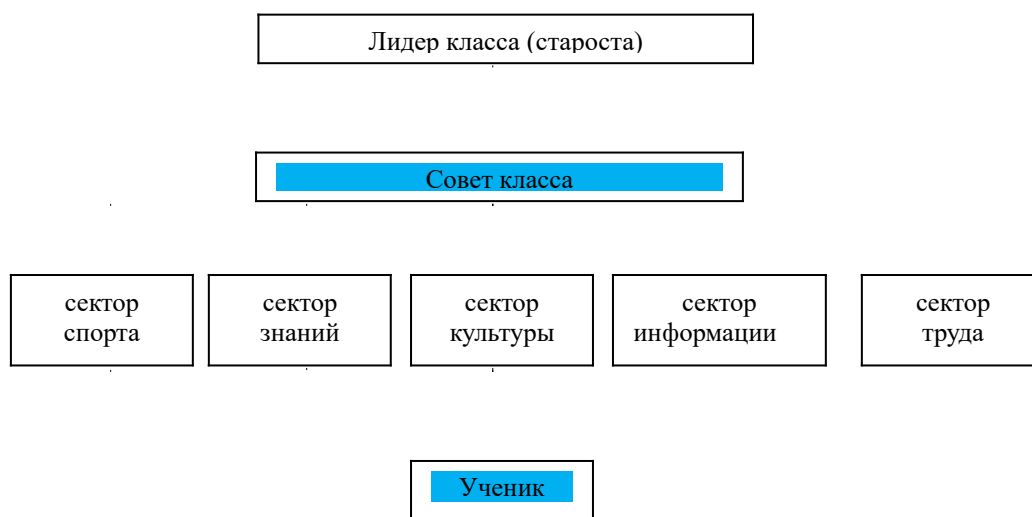 Лидер класса (староста)
Совет класса
сектор
спорта
сектор
знаний
сектор
культуры
сектор
информации
сектор
труда
Ученик